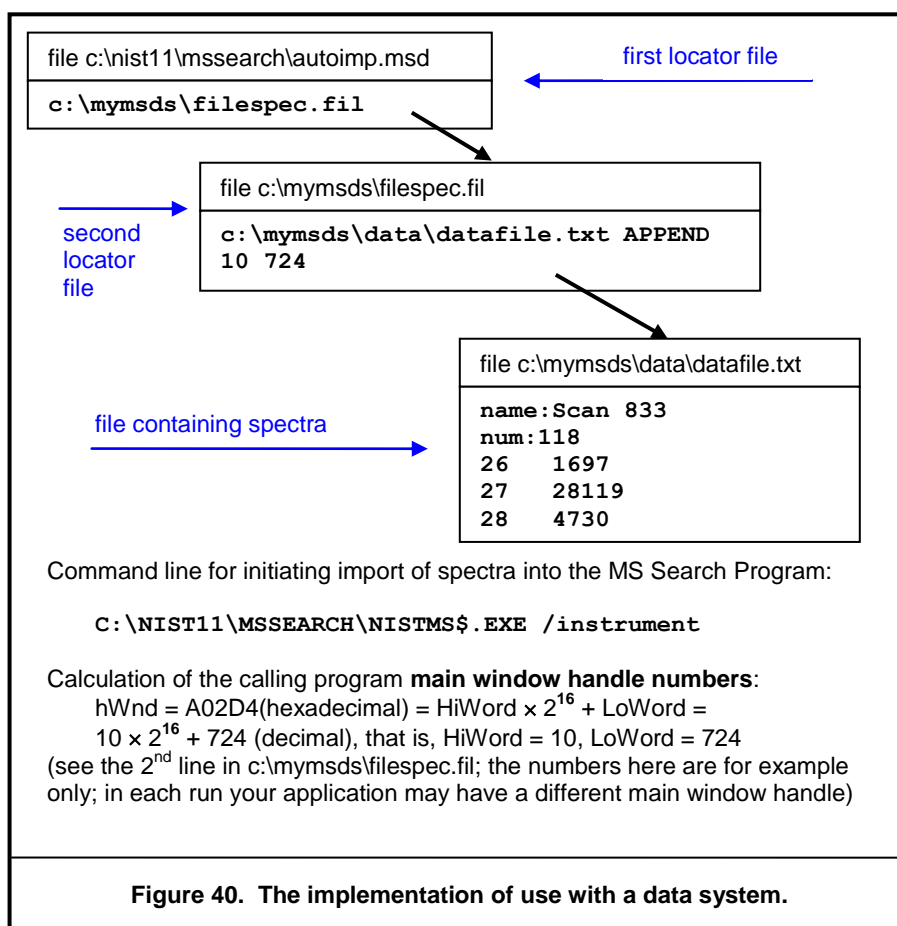 file c:\nist11\mssearch\autoimp.msd
first locator file
c:\mymsds\filespec.fil
file c:\mymsds\filespec.fil
second
locator
file
c:\mymsds\data\datafile.txt APPEND
10 724
file c:\mymsds\data\datafile.txt
file containing spectra
name:Scan 833
num:118
26 1697
27 28119
28 4730
Command line for initiating import of spectra into the MS Search Program:
C:\NIST11\MSSEARCH\NISTMS$.EXE /instrument
Calculation of the calling program main window handle numbers:
hWnd = A02D4(hexadecimal) = HiWord × 2^16 + LoWord =
10 × 2^16 + 724 (decimal), that is, HiWord = 10, LoWord = 724
(see the 2nd line in c:\mymsds\filespec.fil; the numbers here are for example
only; in each run your application may have a different main window handle)
Figure 40. The implementation of use with a data system.